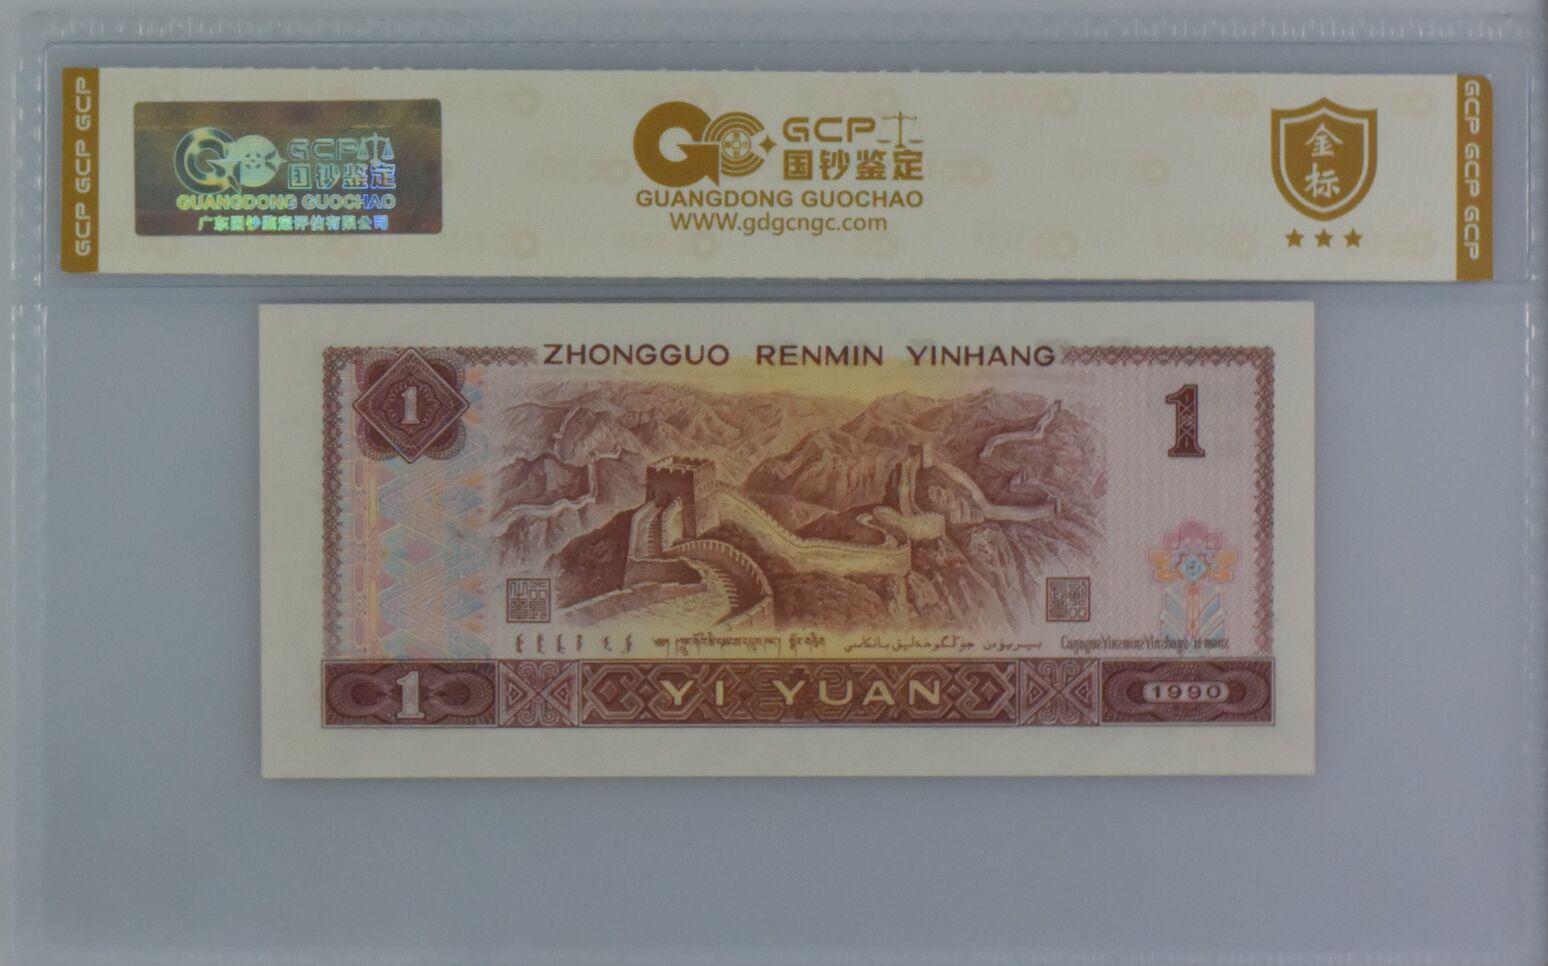 GCP GCP GCP
GCP
国钞鉴定
GUANGDONG GUOCHAO
广东国钞鉴定评估有限公司
GCP
国钞鉴定
GUANGDONG GUOCHAO
WWW.gdgcngc.com
金标
GCP GCP GCP
ZHONGGUO RENMIN YINHANG
1
1
1 YI YUAN 1990